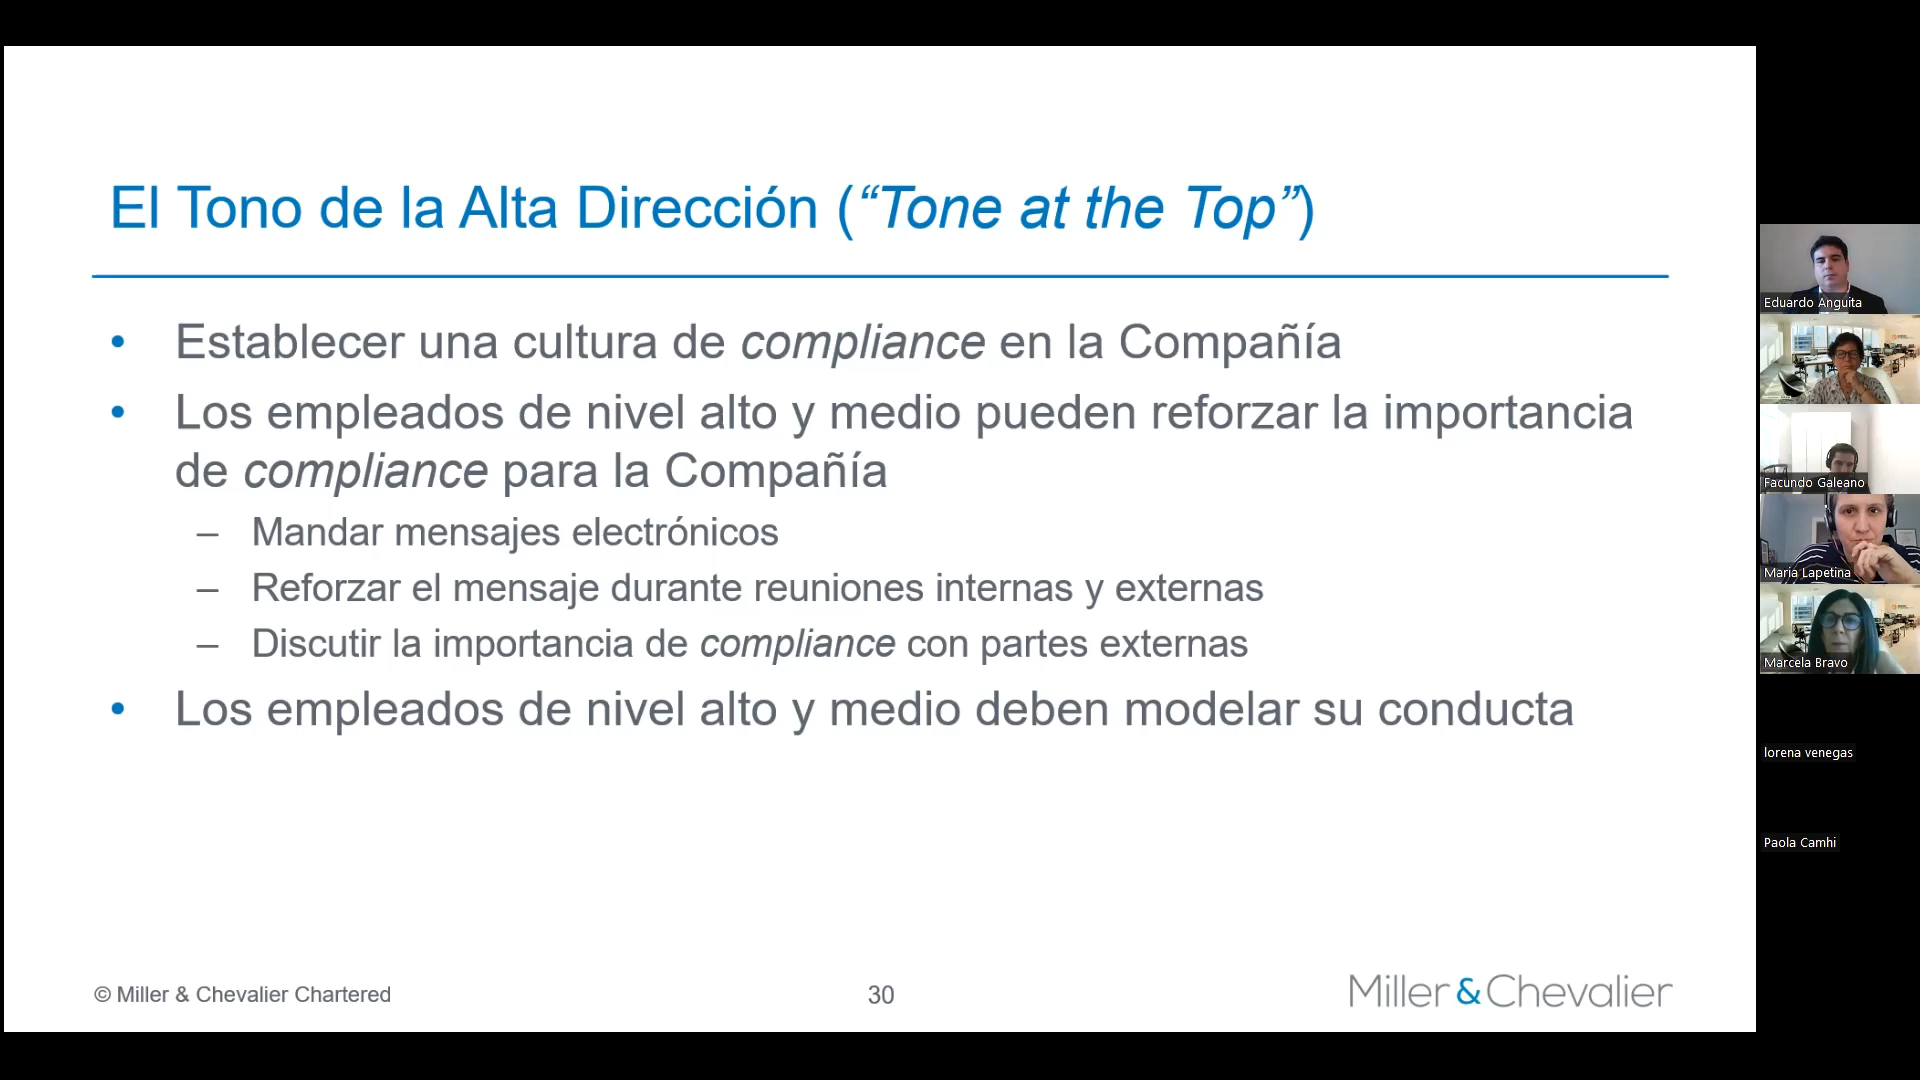 El Tono de la Alta Dirección (“Tone at the Top”)
• Establecer una cultura de compliance en la Compañía
• Los empleados de nivel alto y medio pueden reforzar la importancia
de compliance para la Compañía
– Mandar mensajes electrónicos
– Reforzar el mensaje durante reuniones internas y externas
– Discutir la importancia de compliance con partes externas
• Los empleados de nivel alto y medio deben modelar su conducta
© Miller & Chevalier Chartered
30
Miller & Chevalier
Eduardo Anguita
Facundo Galeano
Maria Lapetina
Marcela Bravo
lorena venegas
Paola Camhi